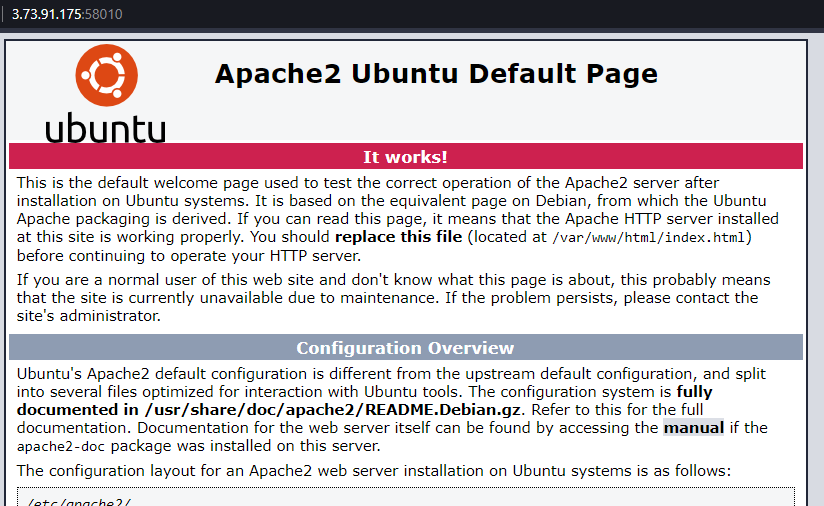 3.73.91.175:58010
Apache2 Ubuntu Default Page
ubuntu
It works!
This is the default welcome page used to test the correct operation of the Apache2 server after
installation on Ubuntu systems. It is based on the equivalent page on Debian, from which the Ubuntu
Apache packaging is derived. If you can read this page, it means that the Apache HTTP server installed
at this site is working properly. You should replace this file (located at /var/www/html/index.html)
before continuing to operate your HTTP server.
If you are a normal user of this web site and don't know what this page is about, this probably means
that the site is currently unavailable due to maintenance. If the problem persists, please contact the
site's administrator.
Configuration Overview
Ubuntu's Apache2 default configuration is different from the upstream default configuration, and split
into several files optimized for interaction with Ubuntu tools. The configuration system is fully
documented in /usr/share/doc/apache2/README.Debian.gz. Refer to this for the full
documentation. Documentation for the web server itself can be found by accessing the manual if the
apache2-doc package was installed on this server.
The configuration layout for an Apache2 web server installation on Ubuntu systems is as follows:
/etc/apache2/